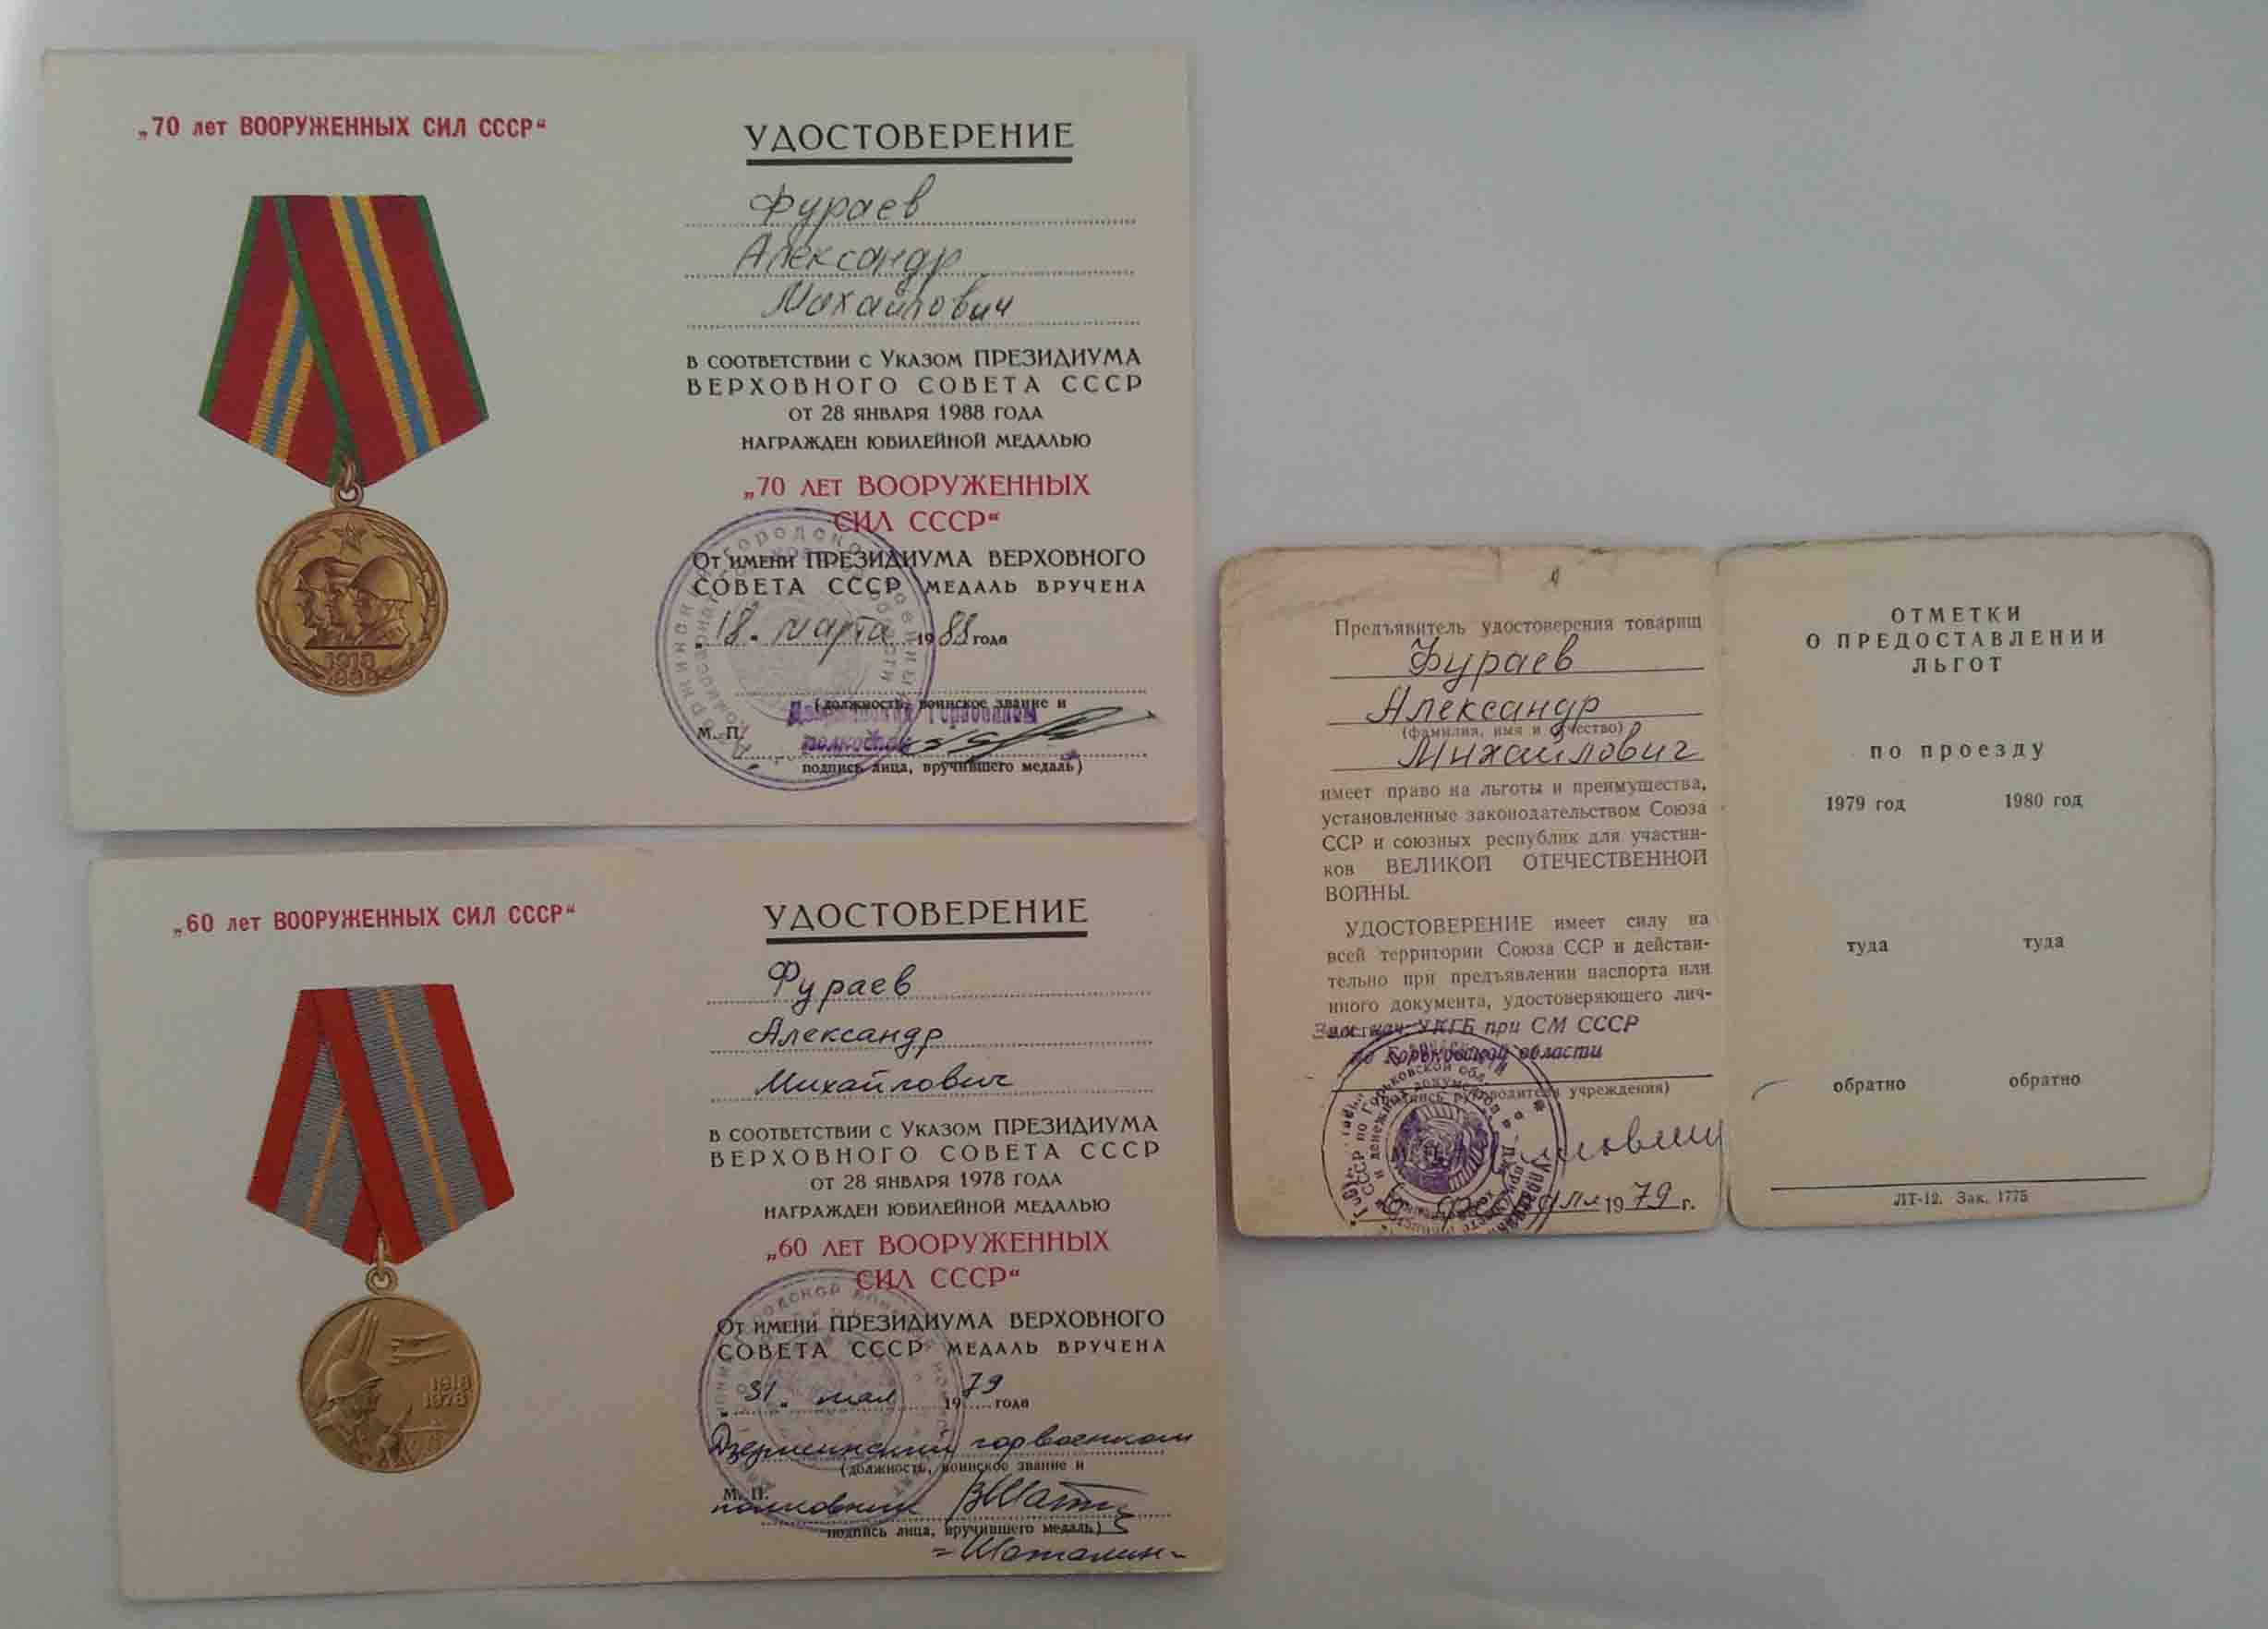 „70 лет ВООРУЖЕННЫХ СИЛ СССР“
УДОСТОВЕРЕНИЕ
Фураев
Александр
Михайлович
в соответствии с Указом ПРЕЗИДИУМА
ВЕРХОВНОГО СОВЕТА СССР
от 28 января 1988 года
награжден юбилейной медалью
„70 лет ВООРУЖЕННЫХ
СИЛ СССР“
От имени ПРЕЗИДИУМА ВЕРХОВНОГО
СОВЕТА СССР медаль вручена
„18“ марта 1988 года
(должность, воинское звание и
Дзержинский Горвоенком
М. П.
полковник
подпись лица, вручившего медаль)
1918
1988
„60 лет ВООРУЖЕННЫХ СИЛ СССР“
УДОСТОВЕРЕНИЕ
Фураев
Александр
Михайлович
в соответствии с Указом ПРЕЗИДИУМА
ВЕРХОВНОГО СОВЕТА СССР
от 28 января 1978 года
награжден юбилейной медалью
„60 лет ВООРУЖЕННЫХ
СИЛ СССР“
От имени ПРЕЗИДИУМА ВЕРХОВНОГО
СОВЕТА СССР медаль вручена
„31“ мая 1979 года
Дзержинский горвоенком
(должность, воинское звание и
М. П.
полковник
подпись лица, вручившего медаль)
=Шаталин=
1918
1978
Предъявитель удостоверения товарищ
Фураев
Александр
(фамилия, имя и отчество)
Михайлович
имеет право на льготы и преимущества,
установленные законодательством Союза
ССР и союзных республик для участни-
ков ВЕЛИКОЙ ОТЕЧЕСТВЕННОЙ
ВОЙНЫ.
УДОСТОВЕРЕНИЕ имеет силу на
всей территории Союза ССР и действи-
тельно при предъявлении паспорта или
иного документа, удостоверяющего лич-
Зам. нач. УКГБ при СМ СССР
по Горьковской области
(подпись руководителя учреждения)
М. П.
1979 г.
ОТМЕТКИ
О ПРЕДОСТАВЛЕНИИ
ЛЬГОТ
по проезду
1979 год 1980 год
туда туда
обратно обратно
ЛТ-12. Зак. 1775